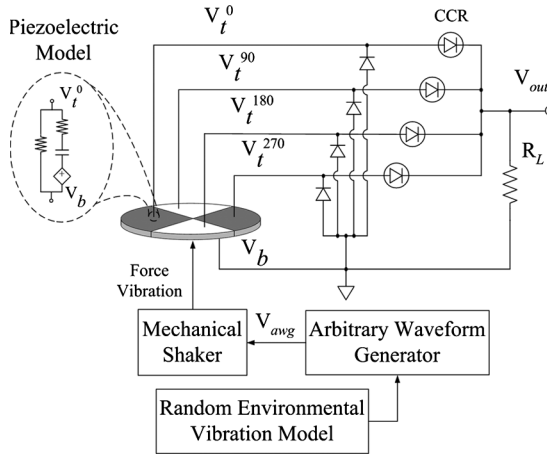 Piezoelectric
Model
V_t^0
V_b
V_t^0
V_t^90
V_t^180
V_t^270
CCR
V_out
R_L
V_b
Force
Vibration
Mechanical
Shaker
V_awg
Arbitrary Waveform
Generator
Random Environmental
Vibration Model